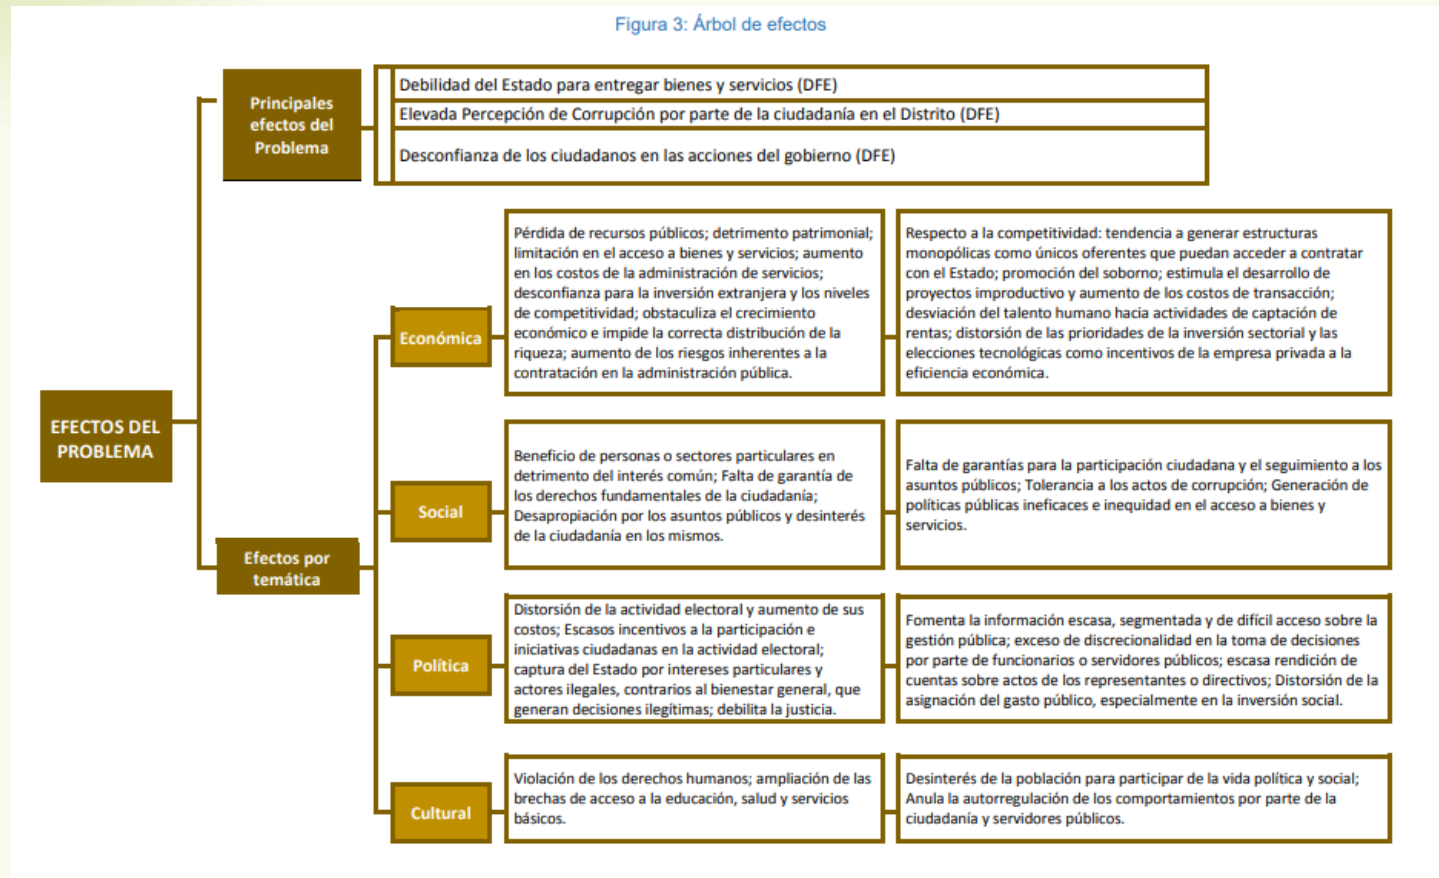 Figura 3: Árbol de efectos
Principales
efectos del
Problema
Debilidad del Estado para entregar bienes y servicios (DFE)
Elevada Percepción de Corrupción por parte de la ciudadanía en el Distrito (DFE)
Desconfianza de los ciudadanos en las acciones del gobierno (DFE)
EFECTOS DEL
PROBLEMA
Efectos por
temática
Económica
Pérdida de recursos públicos; detrimento patrimonial;
limitación en el acceso a bienes y servicios; aumento
en los costos de la administración de servicios;
desconfianza para la inversión extranjera y los niveles
de competitividad; obstaculiza el crecimiento
económico e impide la correcta distribución de la
riqueza; aumento de los riesgos inherentes a la
contratación en la administración pública.
Respecto a la competitividad: tendencia a generar estructuras
monopólicas como únicos oferentes que puedan acceder a contratar
con el Estado; promoción del soborno; estimula el desarrollo de
proyectos improductivo y aumento de los costos de transacción;
desviación del talento humano hacia actividades de captación de
rentas; distorsión de las prioridades de la inversión sectorial y las
elecciones tecnológicas como incentivos de la empresa privada a la
eficiencia económica.
Social
Beneficio de personas o sectores particulares en
detrimento del interés común; Falta de garantía de
los derechos fundamentales de la ciudadanía;
Desapropiación por los asuntos públicos y desinterés
de la ciudadanía en los mismos.
Falta de garantías para la participación ciudadana y el seguimiento a los
asuntos públicos; Tolerancia a los actos de corrupción; Generación de
políticas públicas ineficaces e inequidad en el acceso a bienes y
servicios.
Política
Distorsión de la actividad electoral y aumento de sus
costos; Escasos incentivos a la participación e
iniciativas ciudadanas en la actividad electoral;
captura del Estado por intereses particulares y
actores ilegales, contrarios al bienestar general, que
generan decisiones ilegítimas; debilita la justicia.
Fomenta la información escasa, segmentada y de difícil acceso sobre la
gestión pública; exceso de discrecionalidad en la toma de decisiones
por parte de funcionarios o servidores públicos; escasa rendición de
cuentas sobre actos de los representantes o directivos; Distorsión de la
asignación del gasto público, especialmente en la inversión social.
Cultural
Violación de los derechos humanos; ampliación de las
brechas de acceso a la educación, salud y servicios
básicos.
Desinterés de la población para participar de la vida política y social;
Anula la autorregulación de los comportamientos por parte de la
ciudadanía y servidores públicos.